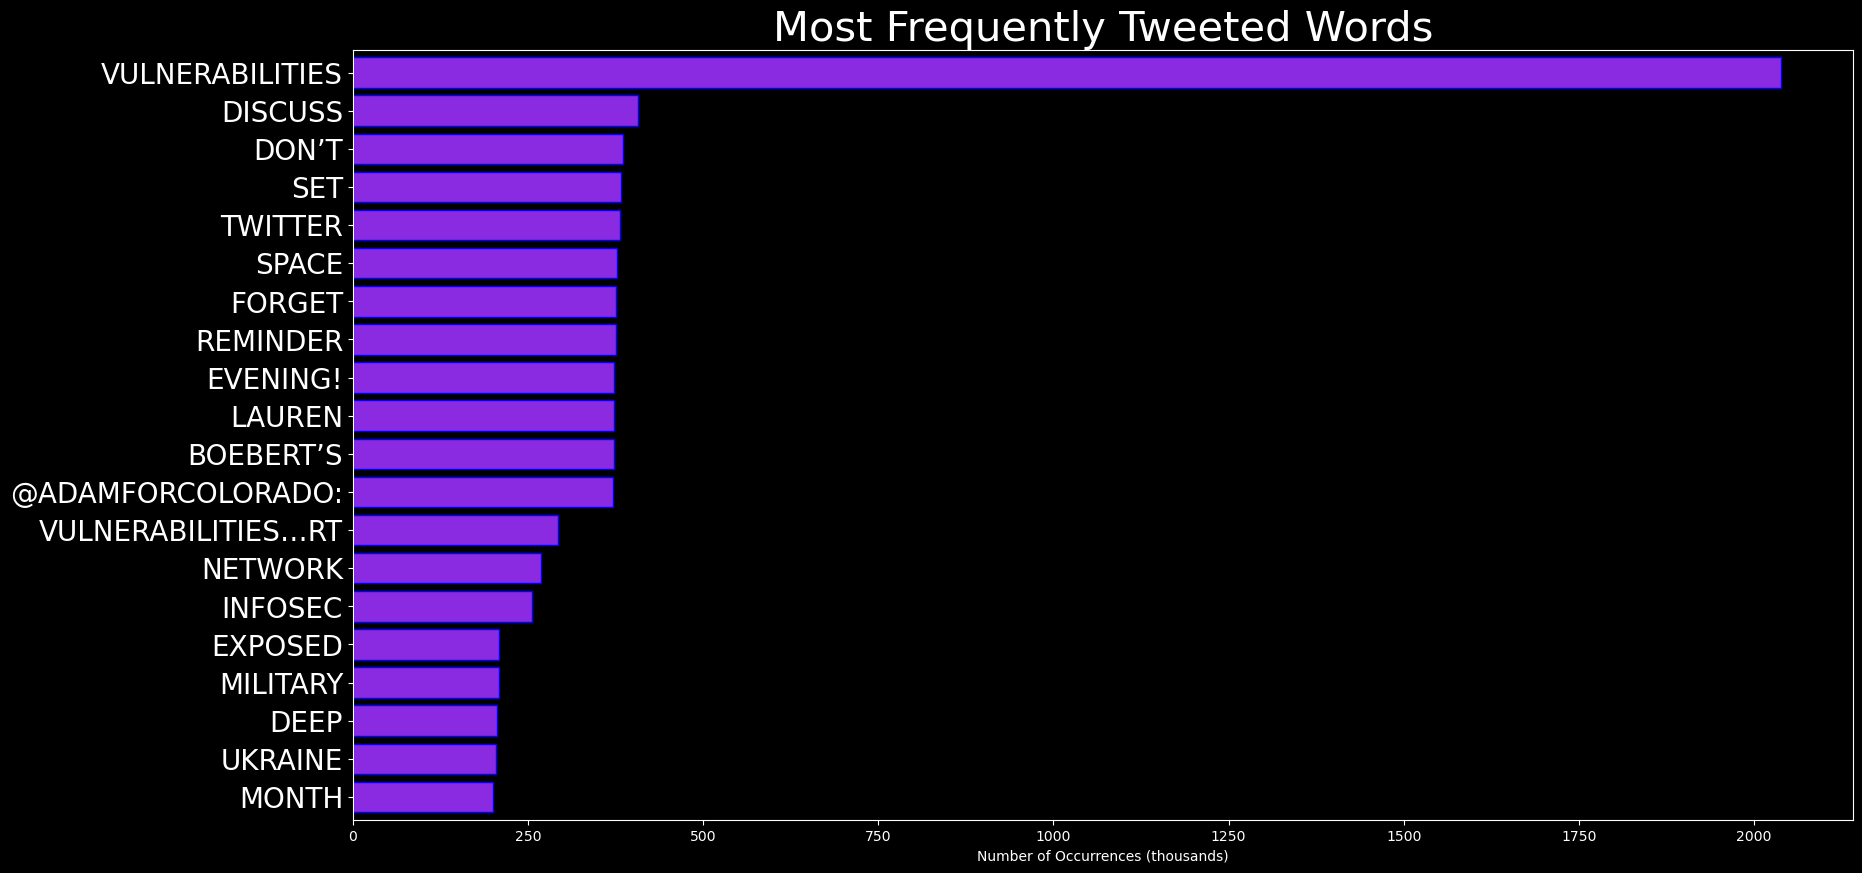 Most Frequently Tweeted Words
VULNERABILITIES
DISCUSS
DON’T
SET
TWITTER
SPACE
FORGET
REMINDER
EVENING!
LAUREN
BOEBERT’S
@ADAMFORCOLORADO:
VULNERABILITIES…RT
NETWORK
INFOSEC
EXPOSED
MILITARY
DEEP
UKRAINE
MONTH
0 250 500 750 1000 1250 1500 1750 2000
Number of Occurrences (thousands)